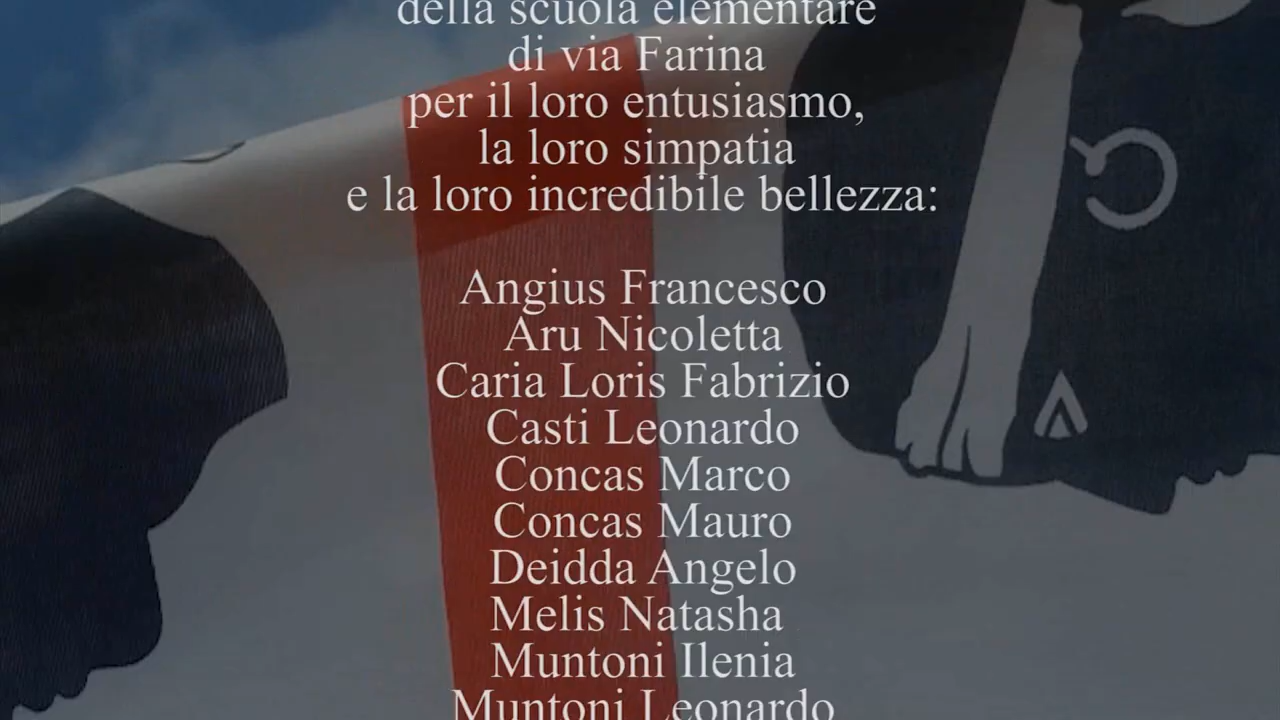 della scuola elementare
di via Farina
per il loro entusiasmo,
la loro simpatia
e la loro incredibile bellezza:
Angius Francesco
Aru Nicoletta
Caria Loris Fabrizio
Casti Leonardo
Concas Marco
Concas Mauro
Deidda Angelo
Melis Natasha
Muntoni Ilenia
Muntoni Leonardo